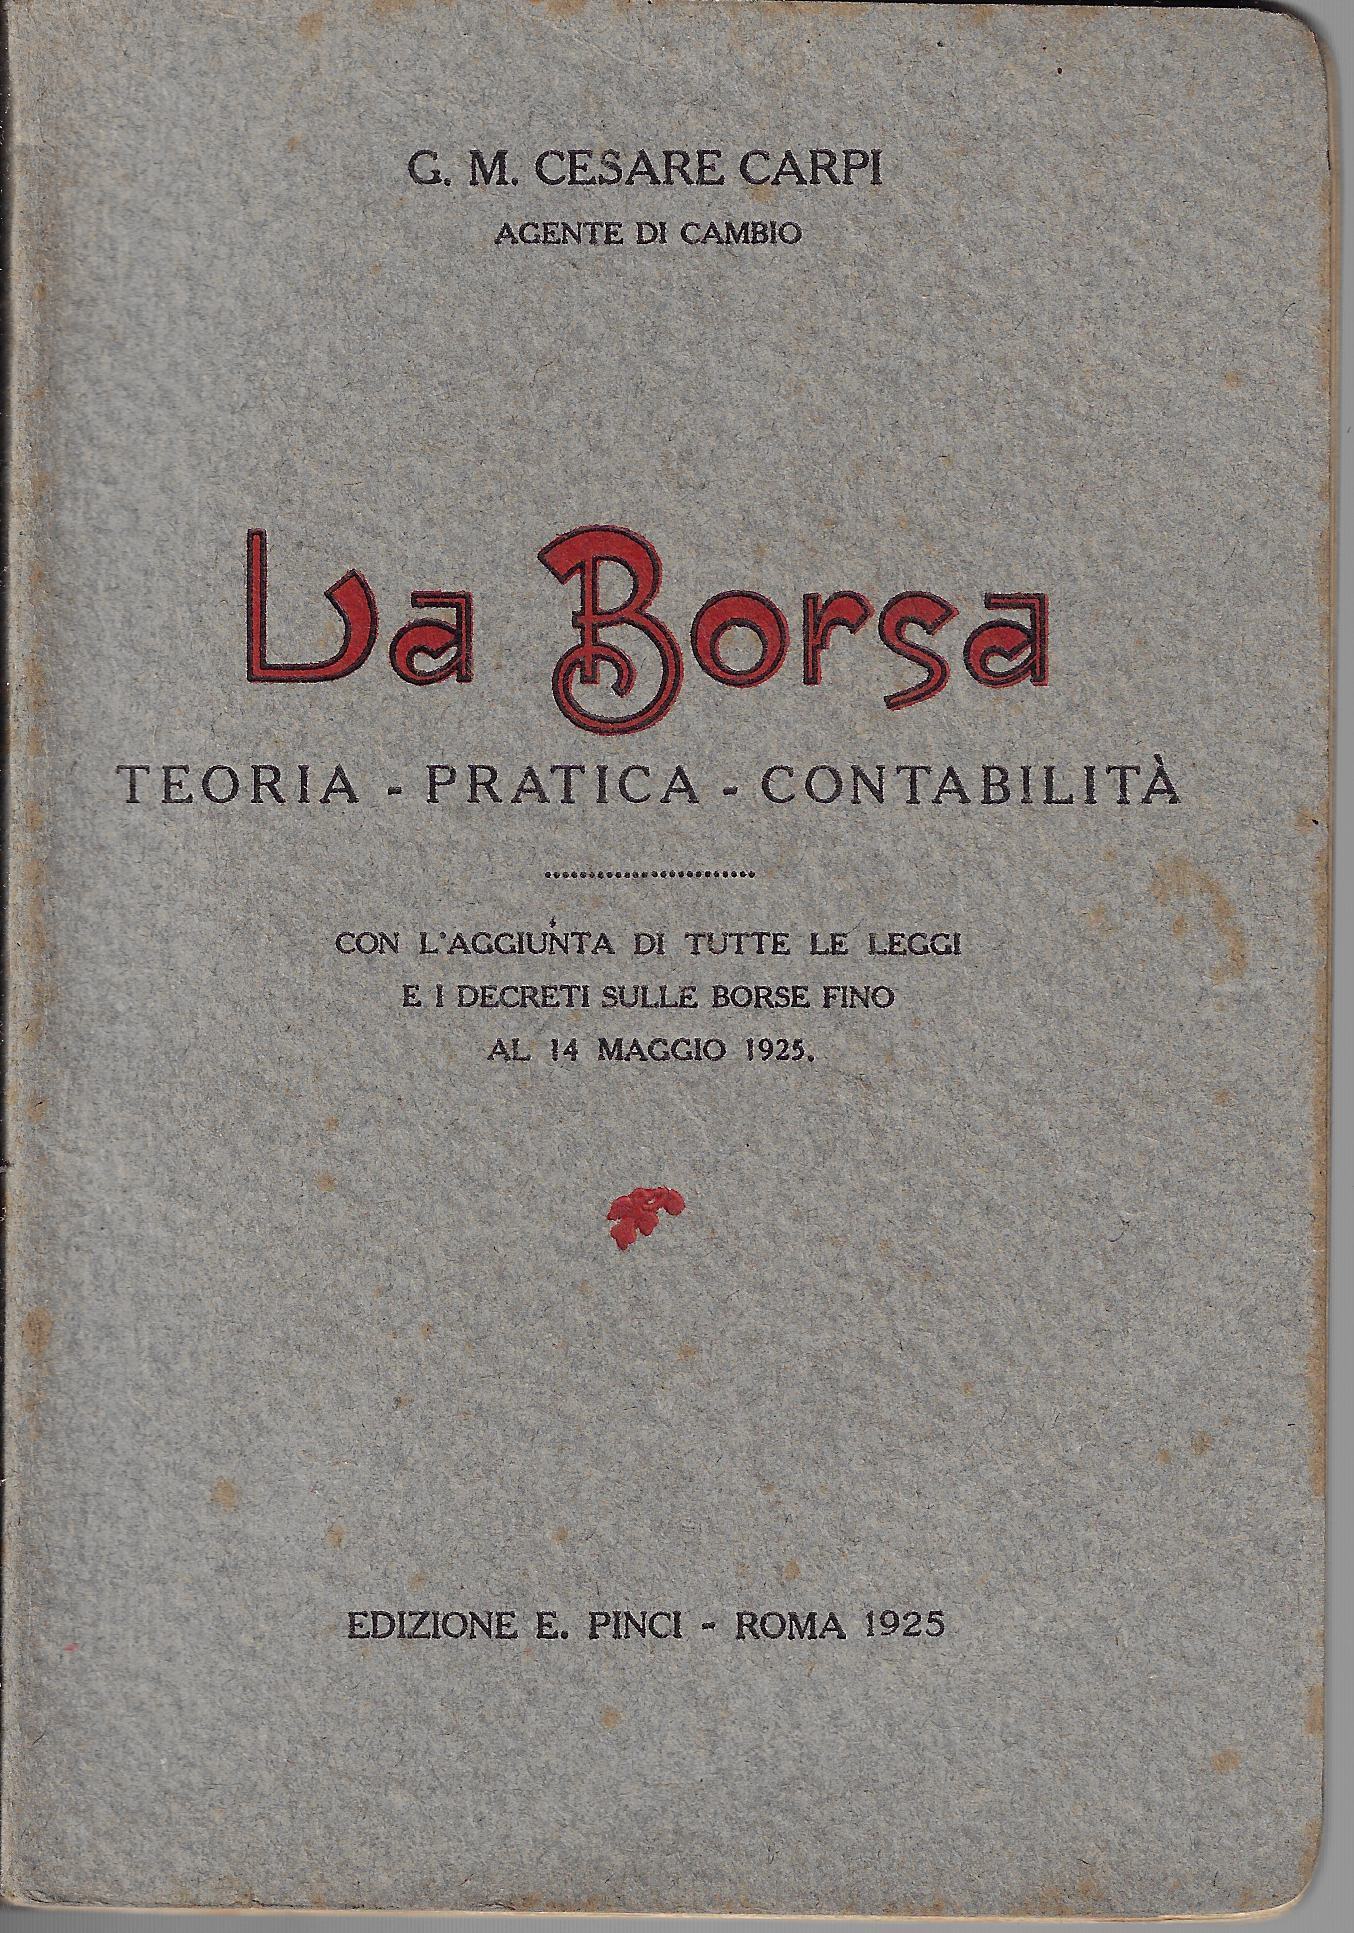 G. M. CESARE CARPI
AGENTE DI CAMBIO
La Borsa
TEORIA - PRATICA - CONTABILITÀ
CON L'AGGIUNTA DI TUTTE LE LEGGI
E I DECRETI SULLE BORSE FINO
AL 14 MAGGIO 1925.
EDIZIONE E. PINCI - ROMA 1925